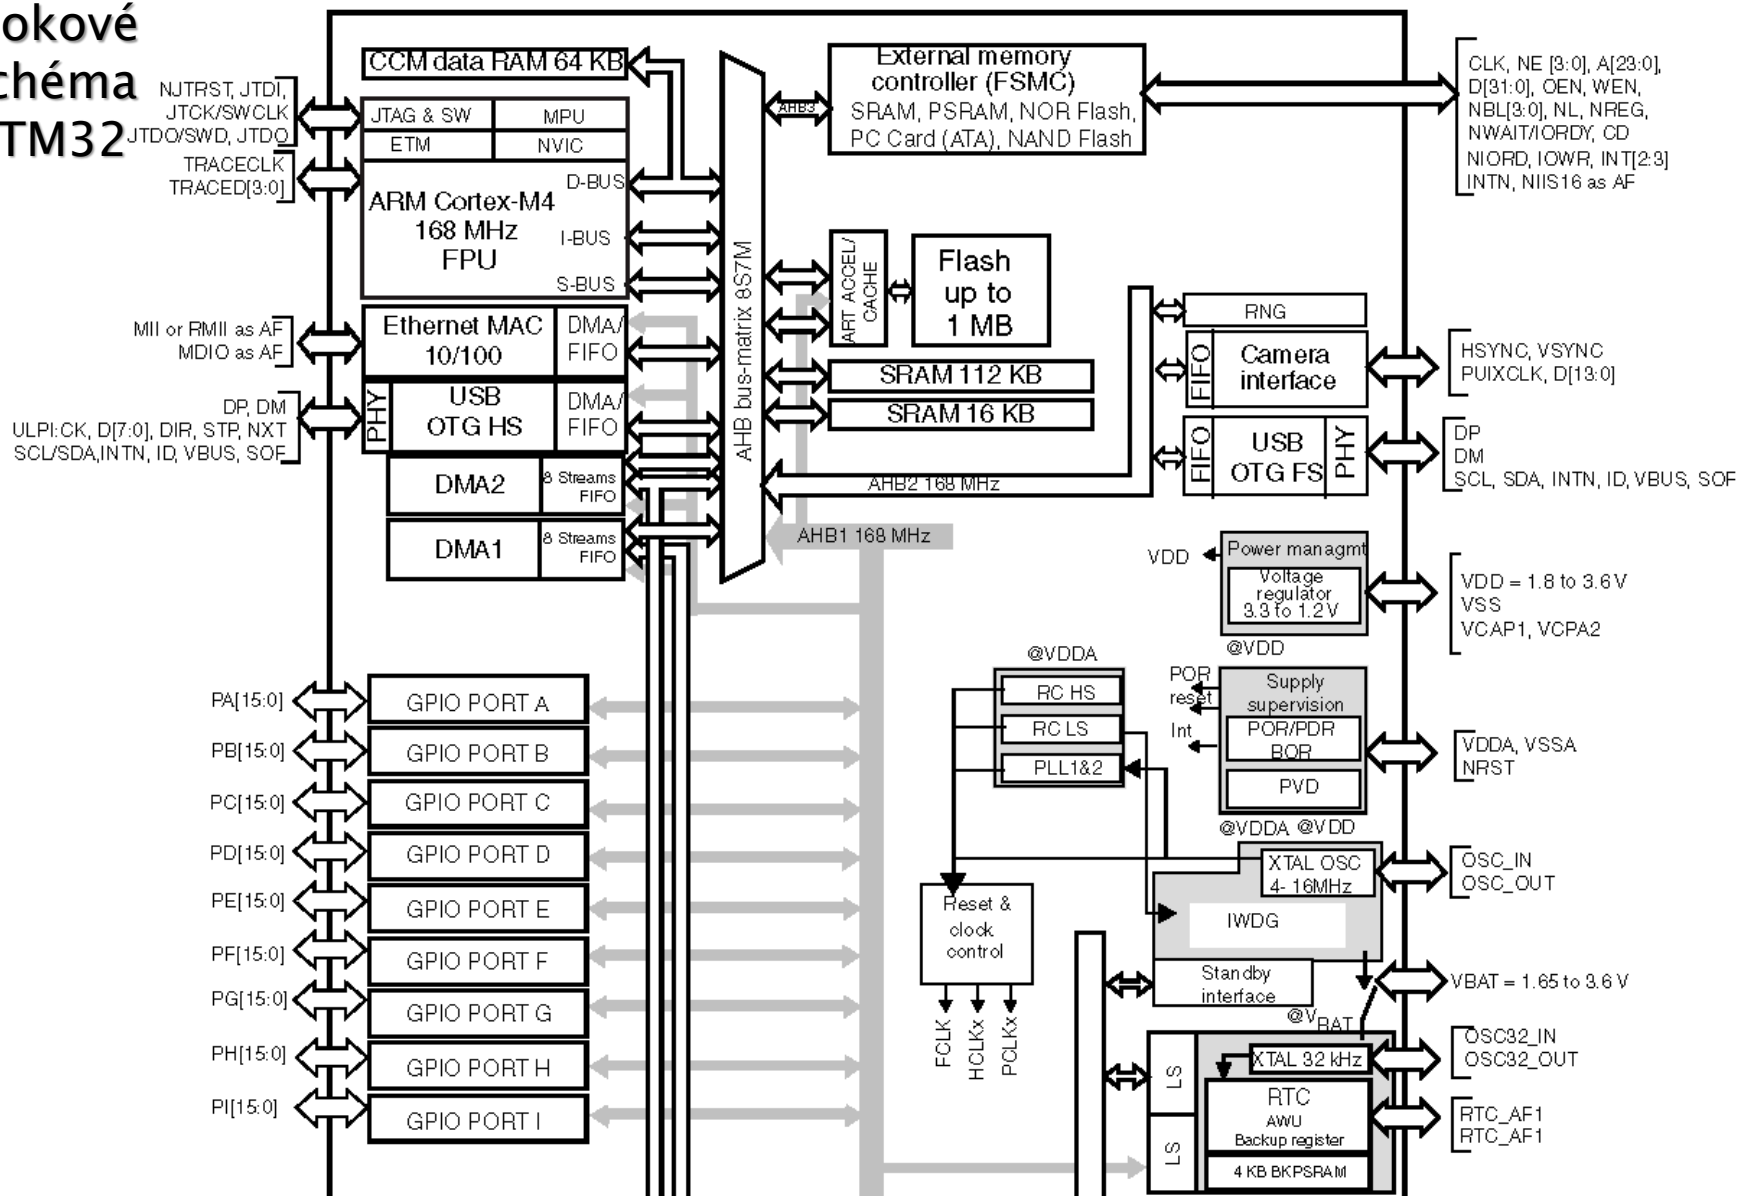 okové
chéma
TM32
NJTRST, JTDI,
JTCK/SWCLK
JTDO/SWD, JTDO
TRACECLK
TRACED[3:0]
MII or RMII as AF
MDIO as AF
DP, DM
ULPI:CK, D[7:0], DIR, STP, NXT
SCL/SDA,INTN, ID, VBUS, SOF
CCM data RAM 64 KB
JTAG & SW
MPU
ETM
NVIC
D-BUS
ARM Cortex-M4
168 MHz
FPU
I-BUS
S-BUS
Ethernet MAC
10/100
DMA/
FIFO
PHY
USB
OTG HS
DMA/
FIFO
DMA2
8 Streams
FIFO
DMA1
8 Streams
FIFO
AHB bus-matrix 8S7M
External memory
controller (FSMC)
SRAM, PSRAM, NOR Flash,
PC Card (ATA), NAND Flash
AHB3
ART ACCEL/
CACHE
Flash
up to
1 MB
SRAM 112 KB
SRAM 16 KB
AHB2 168 MHz
AHB1 168 MHz
CLK, NE [3:0], A[23:0],
D[31:0], OEN, WEN,
NBL[3:0], NL, NREG,
NWAIT/IORDY, CD
NIORD, IOWR, INT[2:3]
INTN, NIIS16 as AF
RNG
FIFO
Camera
interface
HSYNC, VSYNC
PUIXCLK, D[13:0]
FIFO
USB
OTG FS
PHY
DP
DM
SCL, SDA, INTN, ID, VBUS, SOF
VDD
Power managmt
Voltage
regulator
3.3 to 1.2V
@VDD
VDD = 1.8 to 3.6V
VSS
VCAP1, VCPA2
@VDDA
RC HS
RC LS
PLL1&2
POR
reset
Int
Supply
supervision
POR/PDR
BOR
PVD
@VDDA @VDD
VDDA, VSSA
NRST
XTAL OSC
4- 16MHz
OSC_IN
OSC_OUT
IWDG
Reset &
clock
control
FCLK
HCLKx
PCLKx
Standby
interface
@VBAT
VBAT = 1.65 to 3.6 V
LS
LS
XTAL 32 kHz
RTC
AWU
Backup register
4 KB BKPSRAM
OSC32_IN
OSC32_OUT
RTC_AF1
RTC_AF1
PA[15:0]
GPIO PORT A
PB[15:0]
GPIO PORT B
PC[15:0]
GPIO PORT C
PD[15:0]
GPIO PORT D
PE[15:0]
GPIO PORT E
PF[15:0]
GPIO PORT F
PG[15:0]
GPIO PORT G
PH[15:0]
GPIO PORT H
PI[15:0]
GPIO PORT I